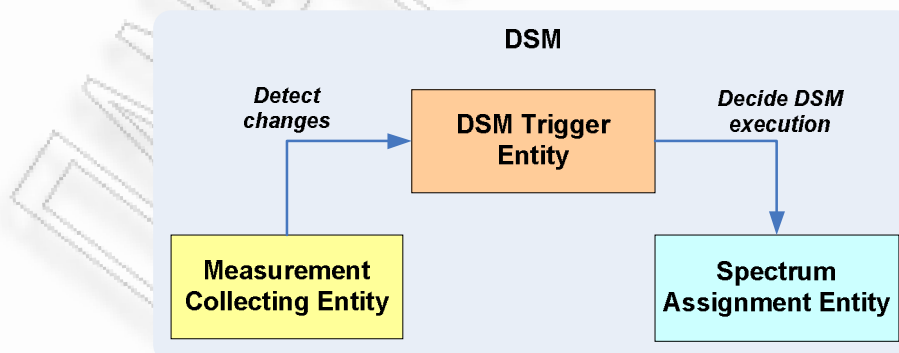 DSM
Detect
changes
DSM Trigger
Entity
Decide DSM
execution
Measurement
Collecting Entity
Spectrum
Assignment Entity